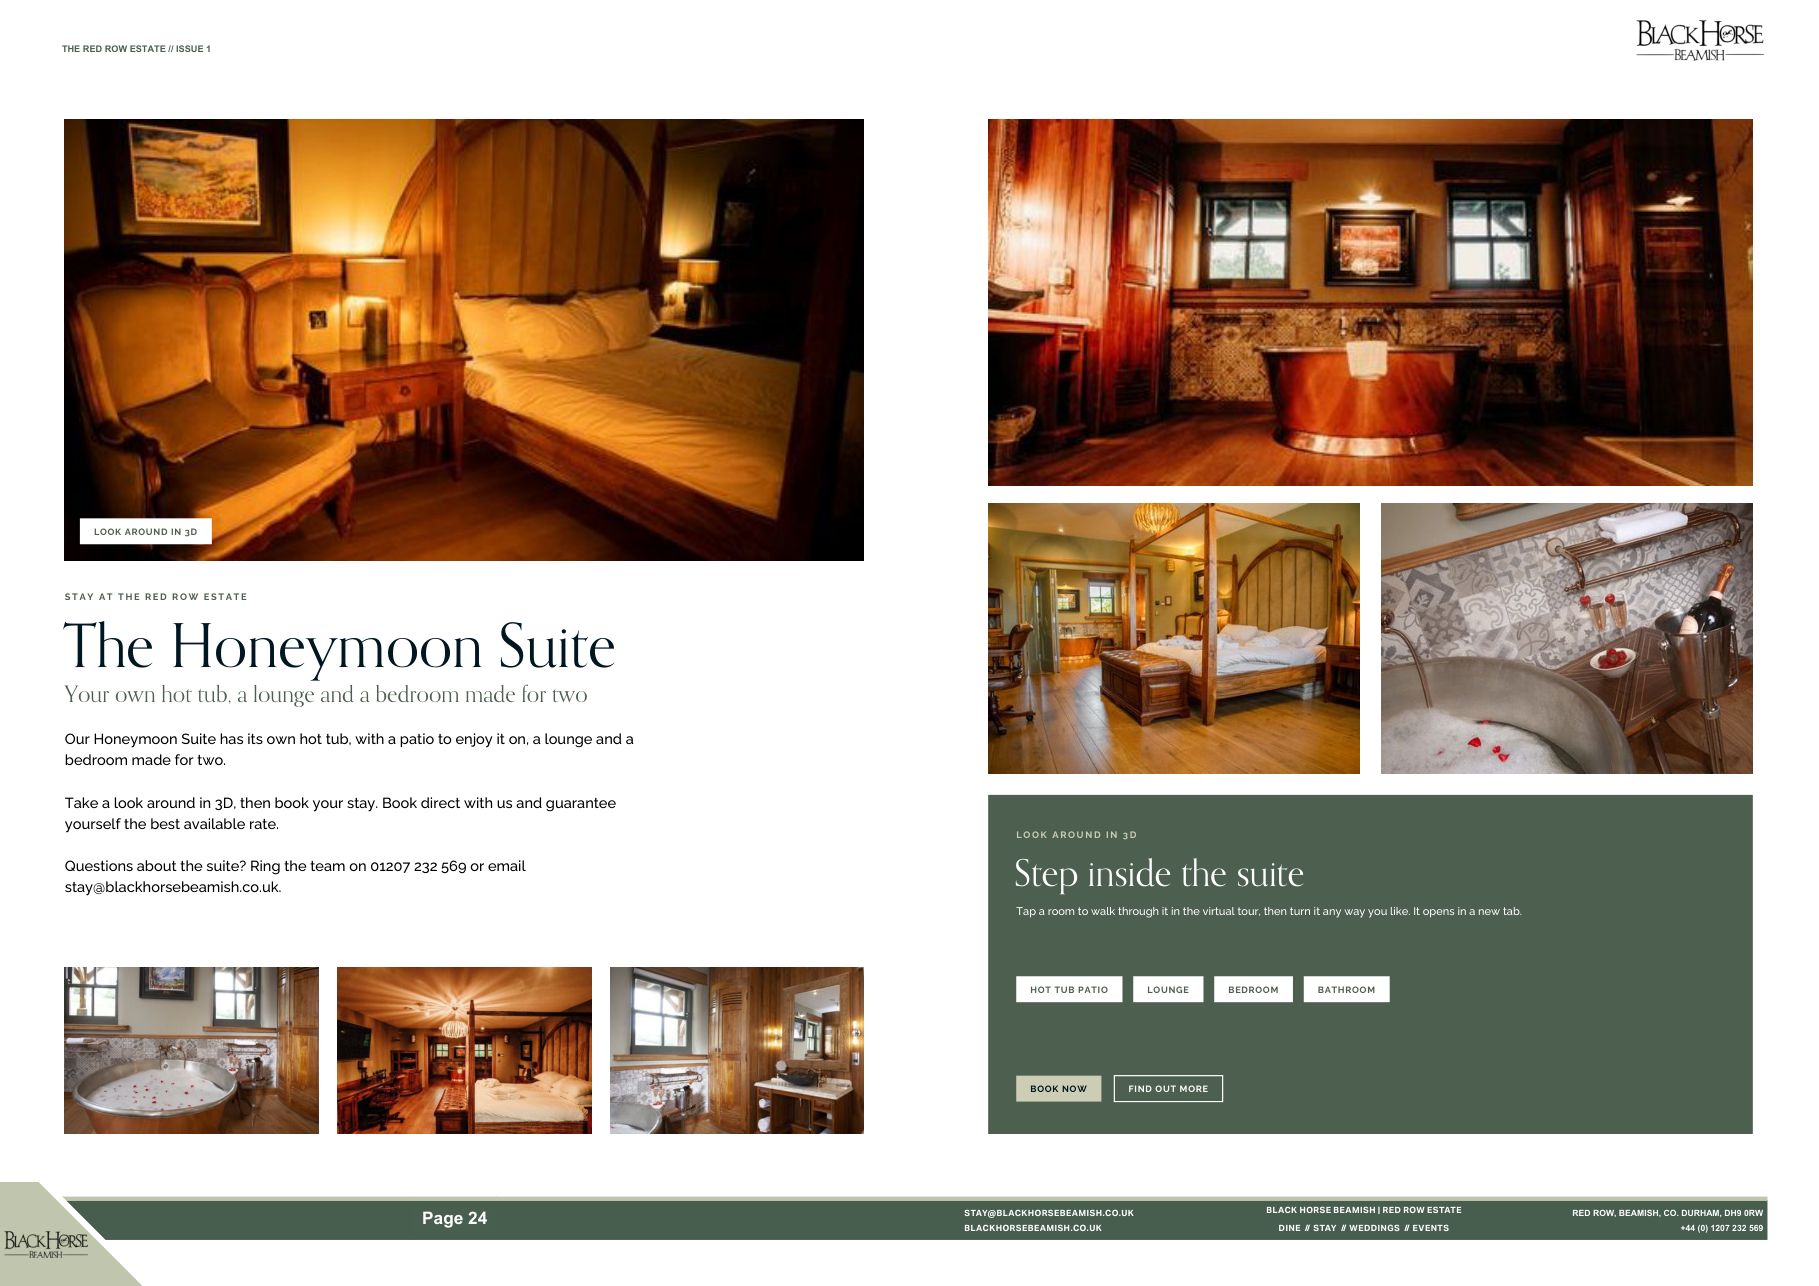 THE RED ROW ESTATE // ISSUE 1
BLACK HORSE
BEAMISH
LOOK AROUND IN 3D
STAY AT THE RED ROW ESTATE
The Honeymoon Suite
Your own hot tub, a lounge and a bedroom made for two
Our Honeymoon Suite has its own hot tub, with a patio to enjoy it on, a lounge and a
bedroom made for two.
Take a look around in 3D, then book your stay. Book direct with us and guarantee
yourself the best available rate.
Questions about the suite? Ring the team on 01207 232 569 or email
stay@blackhorsebeamish.co.uk.
LOOK AROUND IN 3D
Step inside the suite
Tap a room to walk through it in the virtual tour, then turn it any way you like. It opens in a new tab.
HOT TUB PATIO
LOUNGE
BEDROOM
BATHROOM
BOOK NOW
FIND OUT MORE
BLACK HORSE
BEAMISH
Page 24
STAY@BLACKHORSEBEAMISH.CO.UK
BLACKHORSEBEAMISH.CO.UK
BLACK HORSE BEAMISH | RED ROW ESTATE
DINE // STAY // WEDDINGS // EVENTS
RED ROW, BEAMISH, CO. DURHAM, DH9 0RW
+44 (0) 1207 232 569